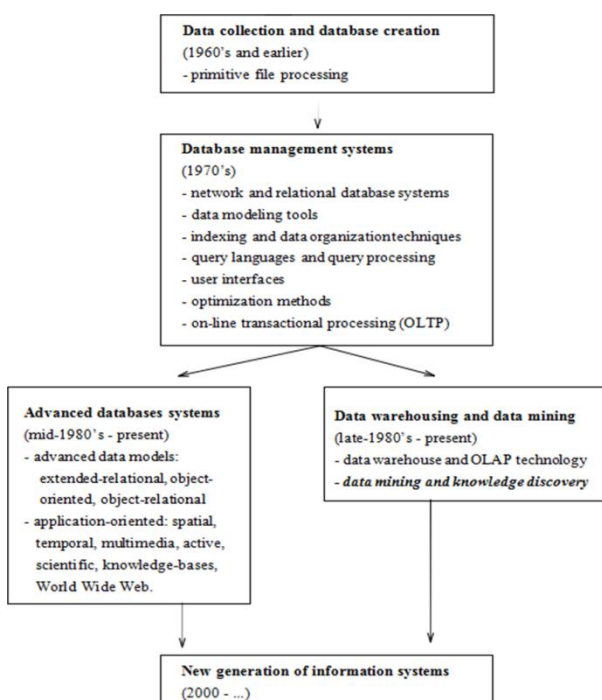 Data collection and database creation
(1960's and earlier)
- primitive file processing
Database management systems
(1970's)
- network and relational database systems
- data modeling tools
- indexing and data organizationtechniques
- query languages and query processing
- user interfaces
- optimization methods
- on-line transactional processing (OLTP)
Advanced databases systems
(mid-1980's - present)
- advanced data models:
extended-relational, object-
oriented, object-relational
- application-oriented: spatial,
temporal, multimedia, active,
scientific, knowledge-bases,
World Wide Web.
Data warehousing and data mining
(late-1980's - present)
- data warehouse and OLAP technology
- data mining and knowledge discovery
New generation of information systems
(2000 - ...)